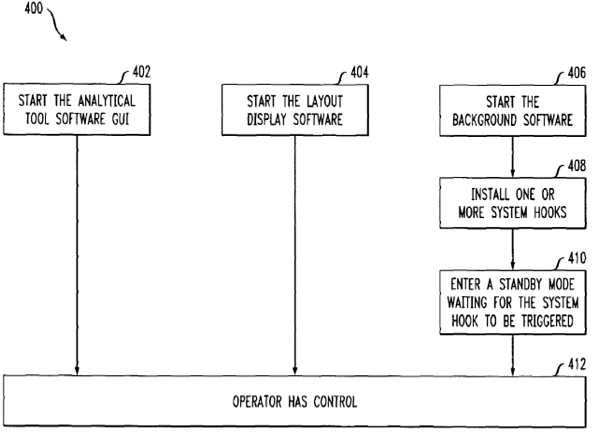 400
402
START THE ANALYTICAL
TOOL SOFTWARE GUI
404
START THE LAYOUT
DISPLAY SOFTWARE
406
START THE
BACKGROUND SOFTWARE
408
INSTALL ONE OR
MORE SYSTEM HOOKS
410
ENTER A STANDBY MODE
WAITING FOR THE SYSTEM
HOOK TO BE TRIGGERED
412
OPERATOR HAS CONTROL